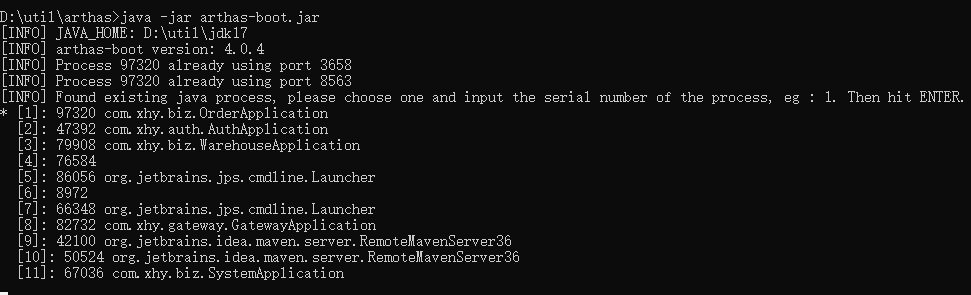 D:\util\arthas>java -jar arthas-boot.jar
[INFO] JAVA_HOME: D:\util\jdk17
[INFO] arthas-boot version: 4.0.4
[INFO] Process 97320 already using port 3658
[INFO] Process 97320 already using port 8563
[INFO] Found existing java process, please choose one and input the serial number of the process, eg : 1. Then hit ENTER.
* [1]: 97320 com.xhy.biz.OrderApplication
  [2]: 47392 com.xhy.auth.AuthApplication
  [3]: 79908 com.xhy.biz.WarehouseApplication
  [4]: 76584
  [5]: 86056 org.jetbrains.jps.cmdline.Launcher
  [6]: 8972
  [7]: 66348 org.jetbrains.jps.cmdline.Launcher
  [8]: 82732 com.xhy.gateway.GatewayApplication
  [9]: 42100 org.jetbrains.idea.maven.server.RemoteMavenServer36
  [10]: 50524 org.jetbrains.idea.maven.server.RemoteMavenServer36
  [11]: 67036 com.xhy.biz.SystemApplication